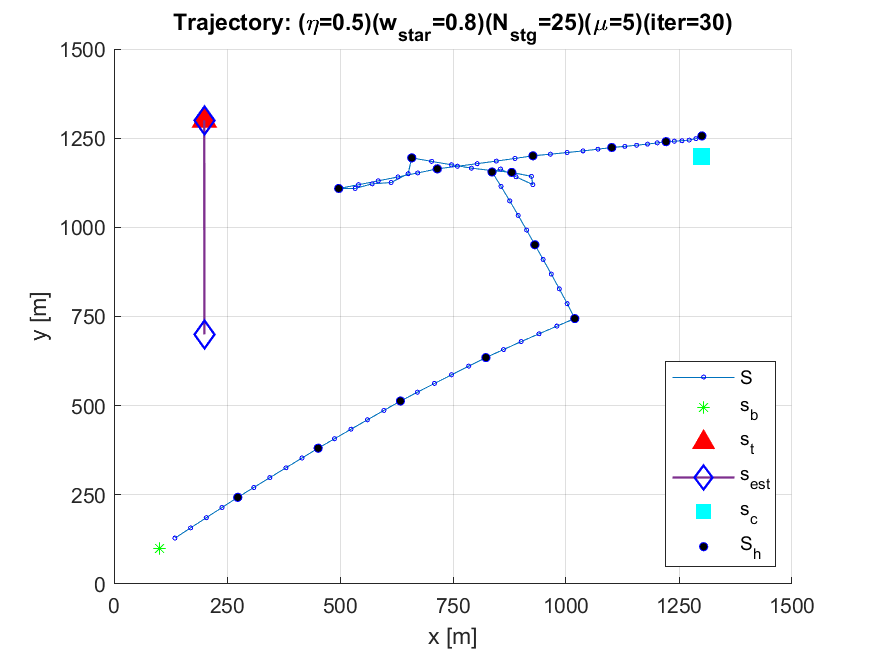 Trajectory: (η=0.5)(w_star=0.8)(N_stg=25)(μ=5)(iter=30)
1500
1250
1000
750
500
250
0
y [m]
S
s_b
s_t
s_est
s_c
S_h
0 250 500 750 1000 1250 1500
x [m]